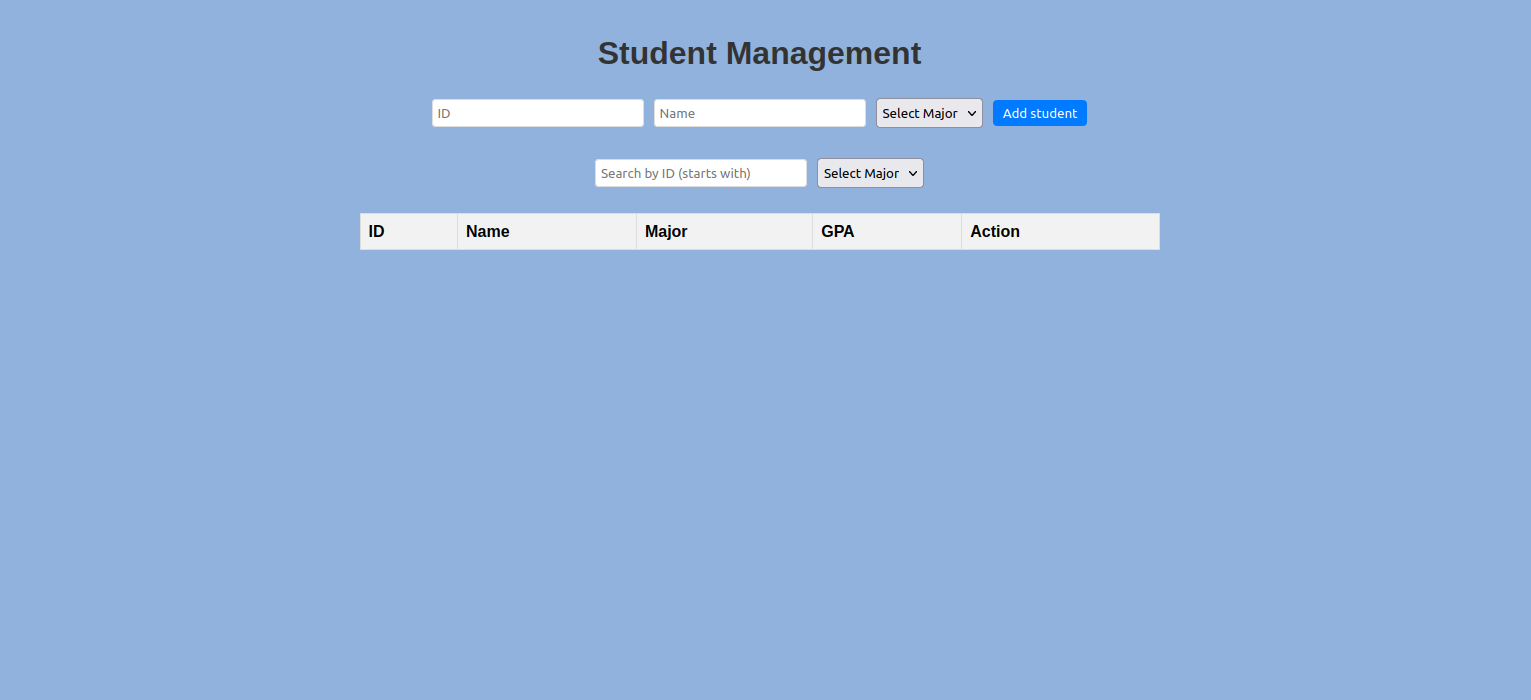 Student Management
ID Name Select Major Add student
Search by ID (starts with) Select Major
ID Name Major GPA Action